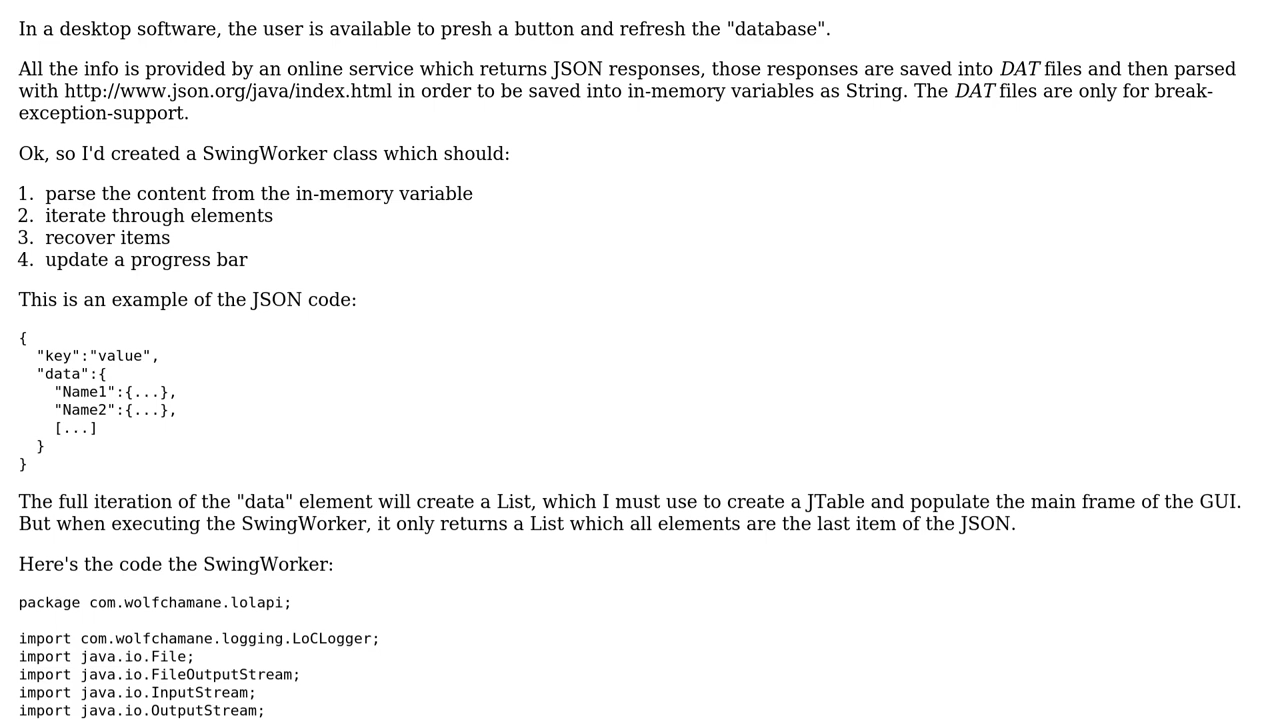 In a desktop software, the user is available to presh a button and refresh the "database".
All the info is provided by an online service which returns JSON responses, those responses are saved into DAT files and then parsed
with http://www.json.org/java/index.html in order to be saved into in-memory variables as String. The DAT files are only for break-
exception-support.
Ok, so I'd created a SwingWorker class which should:
1. parse the content from the in-memory variable
2. iterate through elements
3. recover items
4. update a progress bar
This is an example of the JSON code:
{
  "key":"value",
  "data":{
    "Name1":{...},
    "Name2":{...},
    [...]
  }
}
The full iteration of the "data" element will create a List, which I must use to create a JTable and populate the main frame of the GUI.
But when executing the SwingWorker, it only returns a List which all elements are the last item of the JSON.
Here's the code the SwingWorker:
package com.wolfchamane.lolapi;
import com.wolfchamane.logging.LoCLogger;
import java.io.File;
import java.io.FileOutputStream;
import java.io.InputStream;
import java.io.OutputStream;